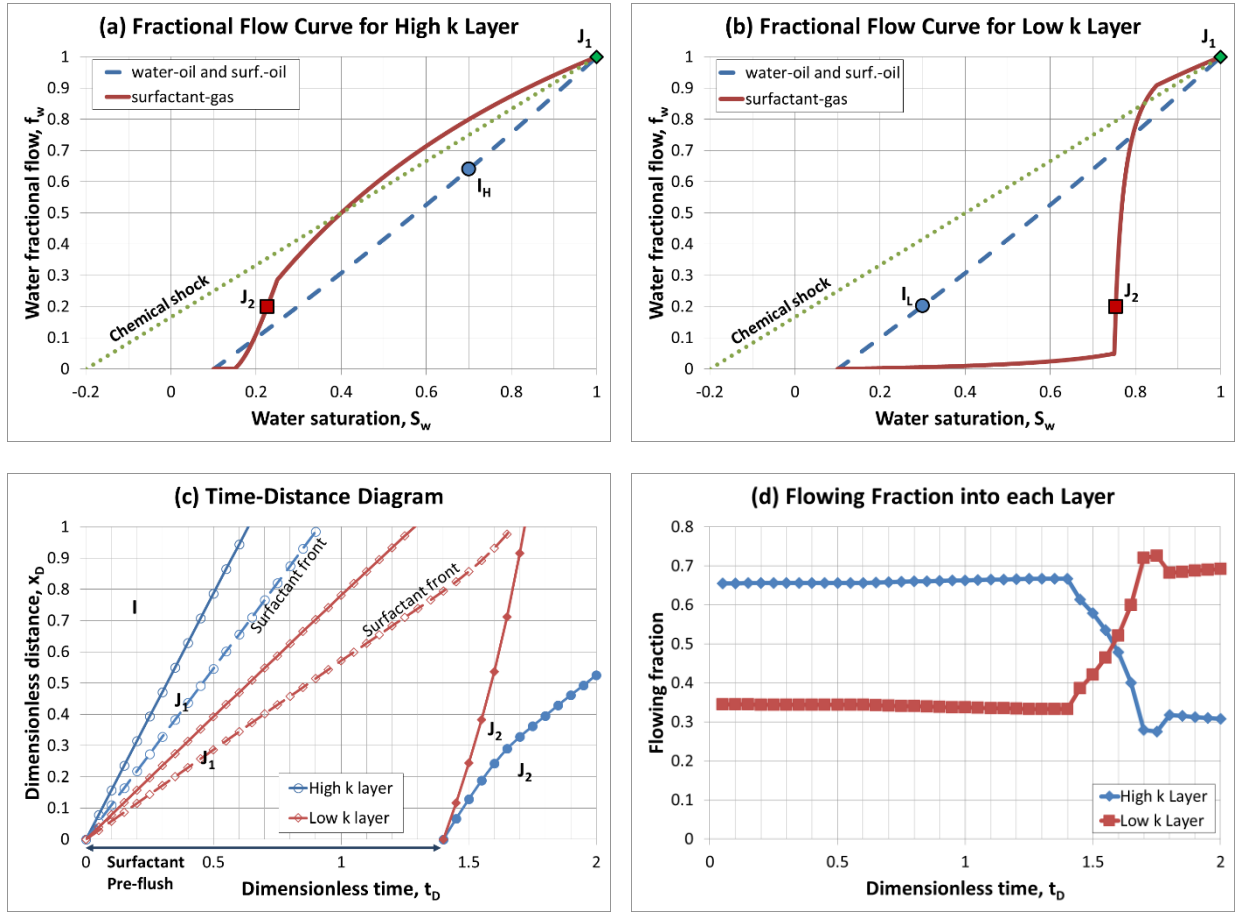 (a) Fractional Flow Curve for High k Layer
J1
1
0.9
0.8
0.7
0.6
0.5
0.4
0.3
0.2
0.1
0
Water fractional flow, fw
water-oil and surf.-oil
surfactant-gas
IH
J2
Chemical shock
-0.2
0
0.2
0.4
0.6
0.8
1
Water saturation, Sw
(b) Fractional Flow Curve for Low k Layer
J1
1
0.9
0.8
0.7
0.6
0.5
0.4
0.3
0.2
0.1
0
Water fractional flow, fw
water-oil and surf.-oil
surfactant-gas
IL
J2
Chemical shock
-0.2
0
0.2
0.4
0.6
0.8
1
Water saturation, Sw
(c) Time-Distance Diagram
1
0.9
0.8
0.7
0.6
0.5
0.4
0.3
0.2
0.1
0
Dimensionless distance, xD
I
Surfactant front
Surfactant front
J1
J1
J2
J2
High k layer
Low k layer
0
0.5
1
1.5
2
Surfactant
Pre-flush
Dimensionless time, tD
(d) Flowing Fraction into each Layer
0.8
0.7
0.6
0.5
0.4
0.3
0.2
0.1
0
Flowing fraction
High k Layer
Low k Layer
0
0.5
1
1.5
2
Dimensionless time, tD